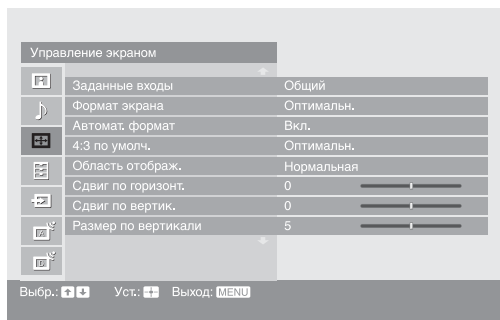 Управление экраном
Заданные входы Общий
Формат экрана Оптимальн.
Автомат. формат Вкл.
4:3 по умолч. Оптимальн.
Область отображ. Нормальная
Сдвиг по горизонт. 0
Сдвиг по вертик. 0
Размер по вертикали 5
Выбр.: Уст.: Выход: MENU